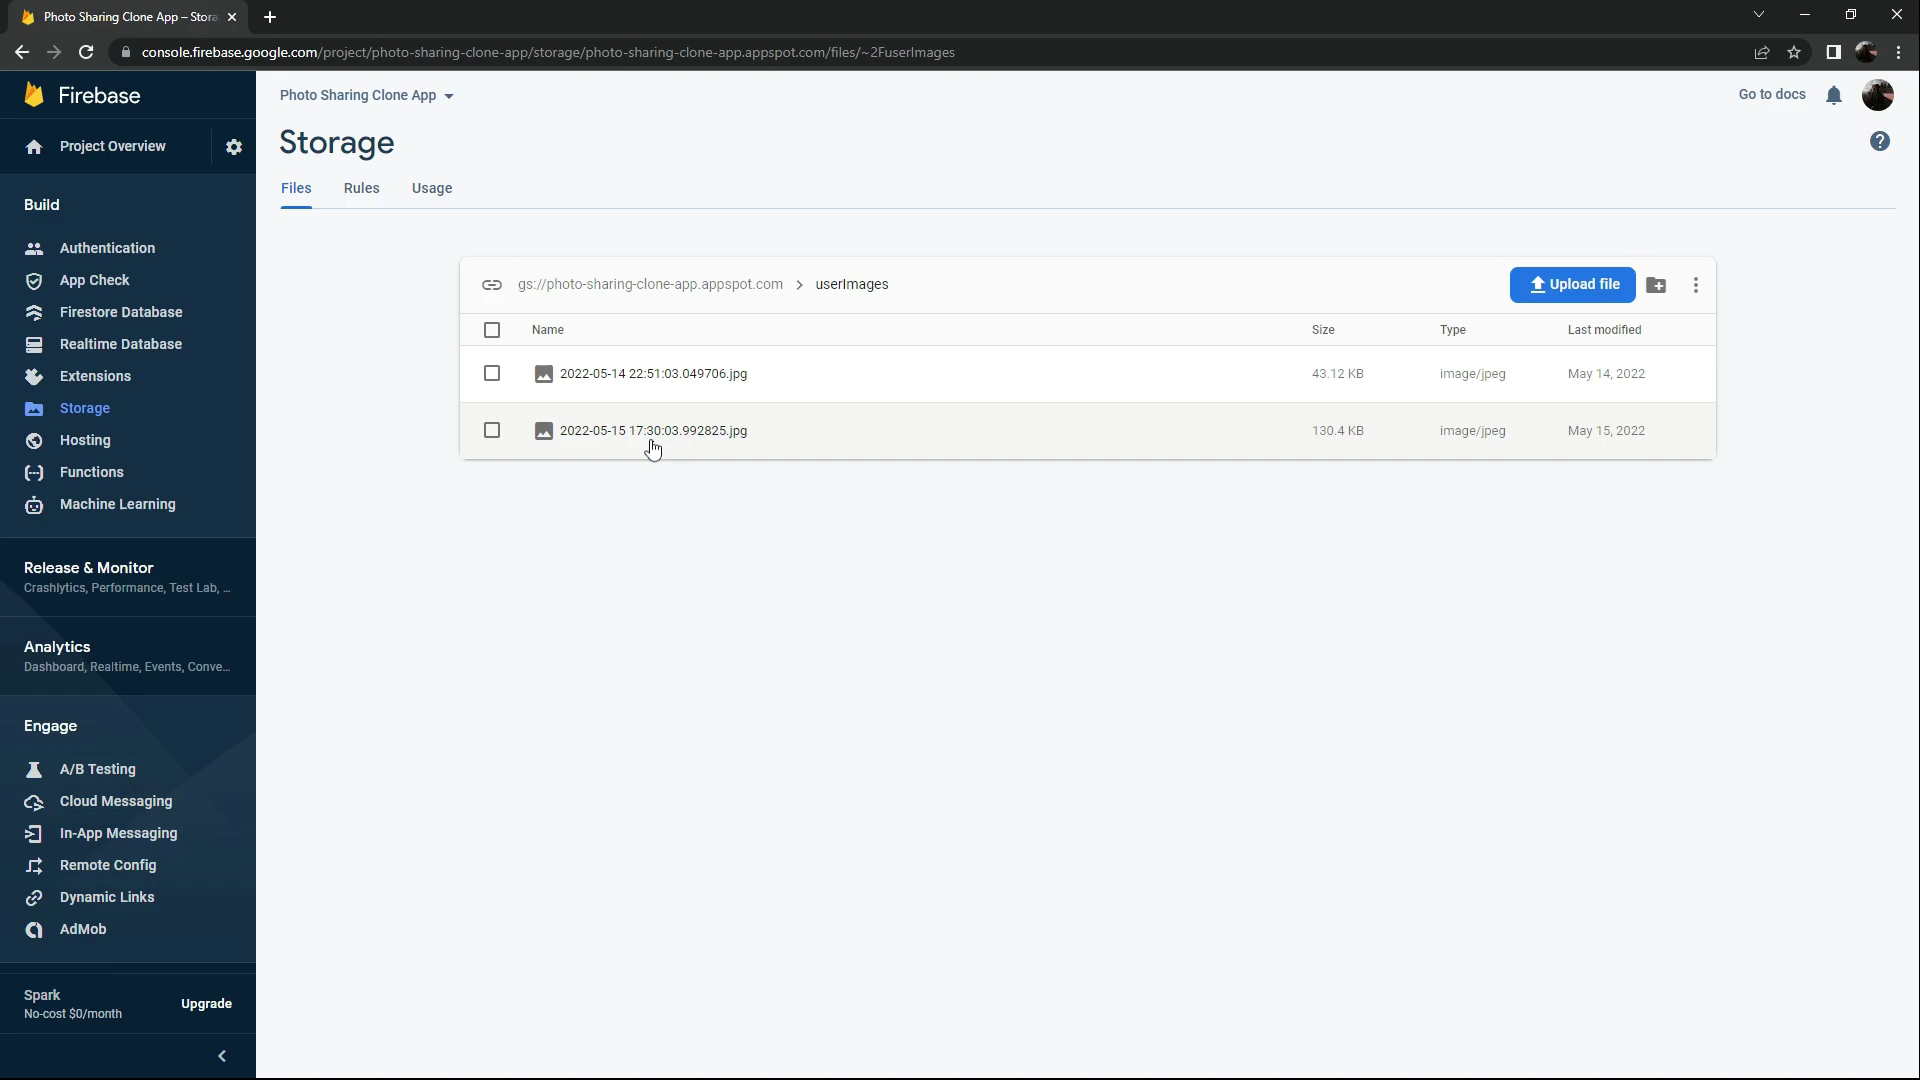 Photo Sharing Clone App – Stora
console.firebase.google.com/project/photo-sharing-clone-app/storage/photo-sharing-clone-app.appspot.com/files/~2FuserImages
Firebase
Project Overview
Build
Authentication
App Check
Firestore Database
Realtime Database
Extensions
Storage
Hosting
Functions
Machine Learning
Release & Monitor
Crashlytics, Performance, Test Lab, ...
Analytics
Dashboard, Realtime, Events, Conve...
Engage
A/B Testing
Cloud Messaging
In-App Messaging
Remote Config
Dynamic Links
AdMob
Spark
No-cost $0/month
Upgrade
Photo Sharing Clone App
Go to docs
Storage
Files Rules Usage
gs://photo-sharing-clone-app.appspot.com > userImages
Upload file
Name Size Type Last modified
2022-05-14 22:51:03.049706.jpg 43.12 KB image/jpeg May 14, 2022
2022-05-15 17:30:03.992825.jpg 130.4 KB image/jpeg May 15, 2022